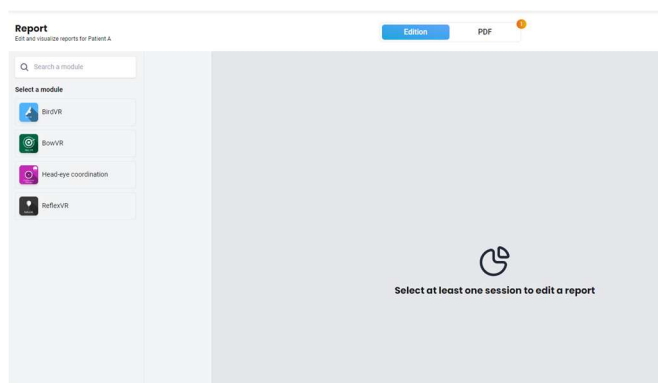 Report
Edit and visualize reports for Patient A
Edition
PDF
Search a module
Select a module
BirdVR
BowVR
Head-eye coordination
ReflexVR
Select at least one session to edit a report